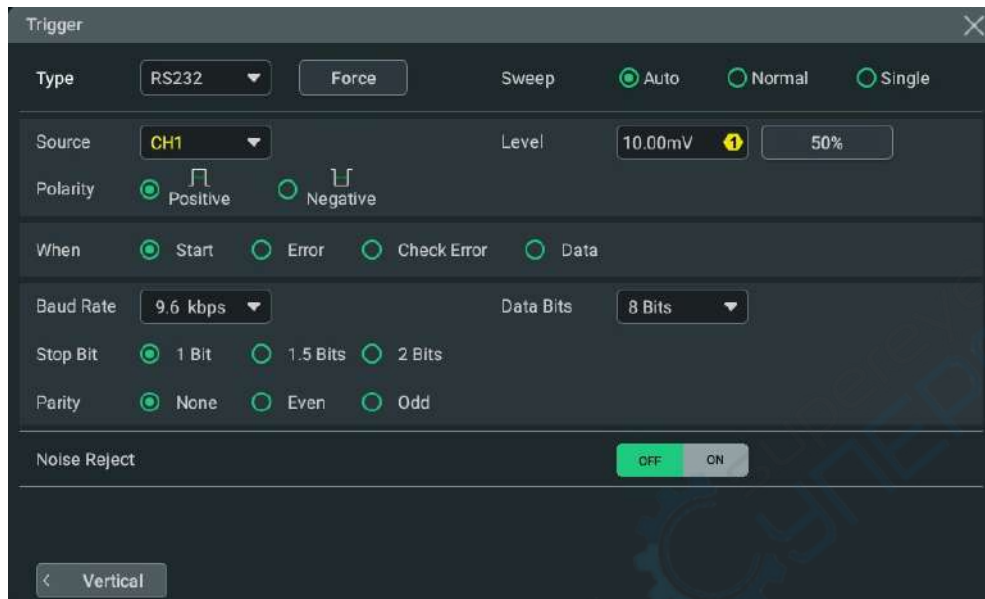 Trigger
Type RS232 Force Sweep Auto Normal Single
Source CH1 Level 10.00mV 1 50%
Polarity Positive Negative
When Start Error Check Error Data
Baud Rate 9.6 kbps Data Bits 8 Bits
Stop Bit 1 Bit 1.5 Bits 2 Bits
Parity None Even Odd
Noise Reject OFF ON
< Vertical